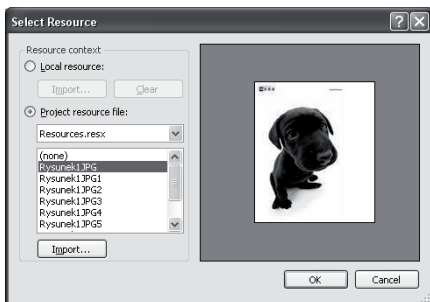 Select Resource
Resource context
Local resource:
Import...
Clear
Project resource file:
Resources.resx
(none)
Rysunek1JPG
Rysunek1JPG1
Rysunek1JPG2
Rysunek1JPG3
Rysunek1JPG4
Rysunek1JPG5
Import...
OK
Cancel